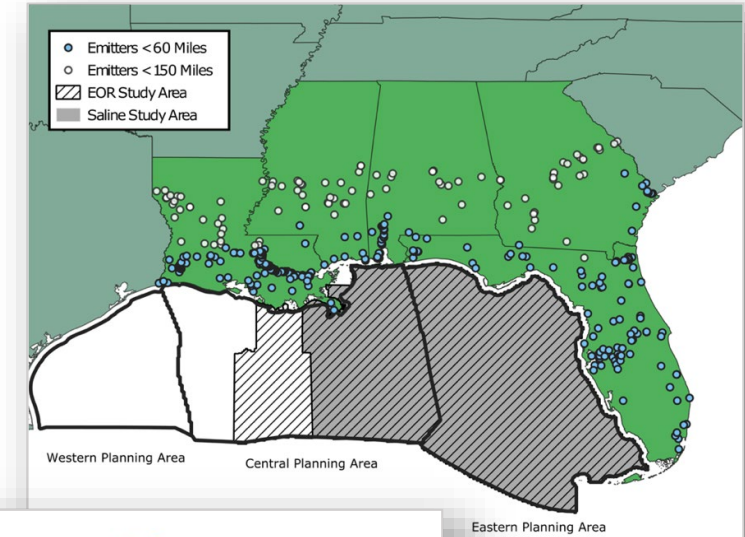 Emitters <60 Miles
Emitters <150 Miles
EOR Study Area
Saline Study Area
Western Planning Area
Central Planning Area
Eastern Planning Area